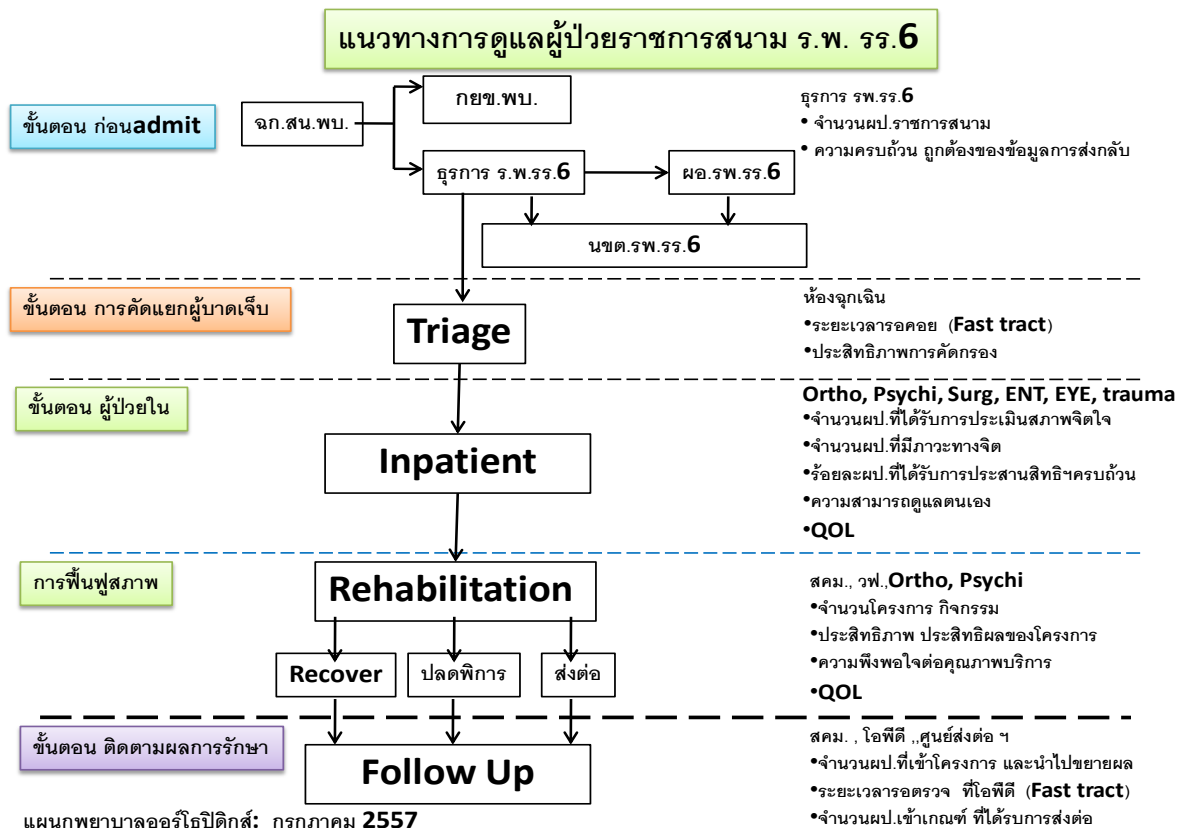 แนวทางการดูแลผู้ป่วยราชการสนาม ร.พ. รร.6
ขั้นตอน ก่อนadmit
ฉก.สน.พบ.
กยข.พบ.
ธุรการ ร.พ.รร.6
ผอ.รพ.รร.6
นขต.รพ.รร.6
ธุรการ รพ.รร.6
• จำนวนผป.ราชการสนาม
• ความครบถ้วน ถูกต้องของข้อมูลการส่งกลับ
ขั้นตอน การคัดแยกผู้บาดเจ็บ
Triage
ห้องฉุกเฉิน
•ระยะเวลารอคอย (Fast tract)
•ประสิทธิภาพการคัดกรอง
ขั้นตอน ผู้ป่วยใน
Inpatient
Ortho, Psychi, Surg, ENT, EYE, trauma
•จำนวนผป.ที่ได้รับการประเมินสภาพจิตใจ
•จำนวนผป.ที่มีภาวะทางจิต
•ร้อยละผป.ที่ได้รับการประสานสิทธิฯครบถ้วน
•ความสามารถดูแลตนเอง
•QOL
การฟื้นฟูสภาพ
Rehabilitation
Recover
ปลดพิการ
ส่งต่อ
สคม., วฟ.,Ortho, Psychi
•จำนวนโครงการ กิจกรรม
•ประสิทธิภาพ ประสิทธิผลของโครงการ
•ความพึงพอใจต่อคุณภาพบริการ
•QOL
ขั้นตอน ติดตามผลการรักษา
Follow Up
สคม. , โอพีดี ,,ศูนย์ส่งต่อ ฯ
•จำนวนผป.ที่เข้าโครงการ และนำไปขยายผล
•ระยะเวลารอตรวจ ที่โอพีดี (Fast tract)
•จำนวนผป.เข้าเกณฑ์ ที่ได้รบการส่งต่อ
แผนกพยาบาลออร์โธปิดิกส์: กรกฎาคม 2557